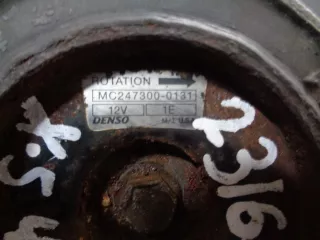 ROTATION
MC247300-0131
12V 1E
DENSO
2316